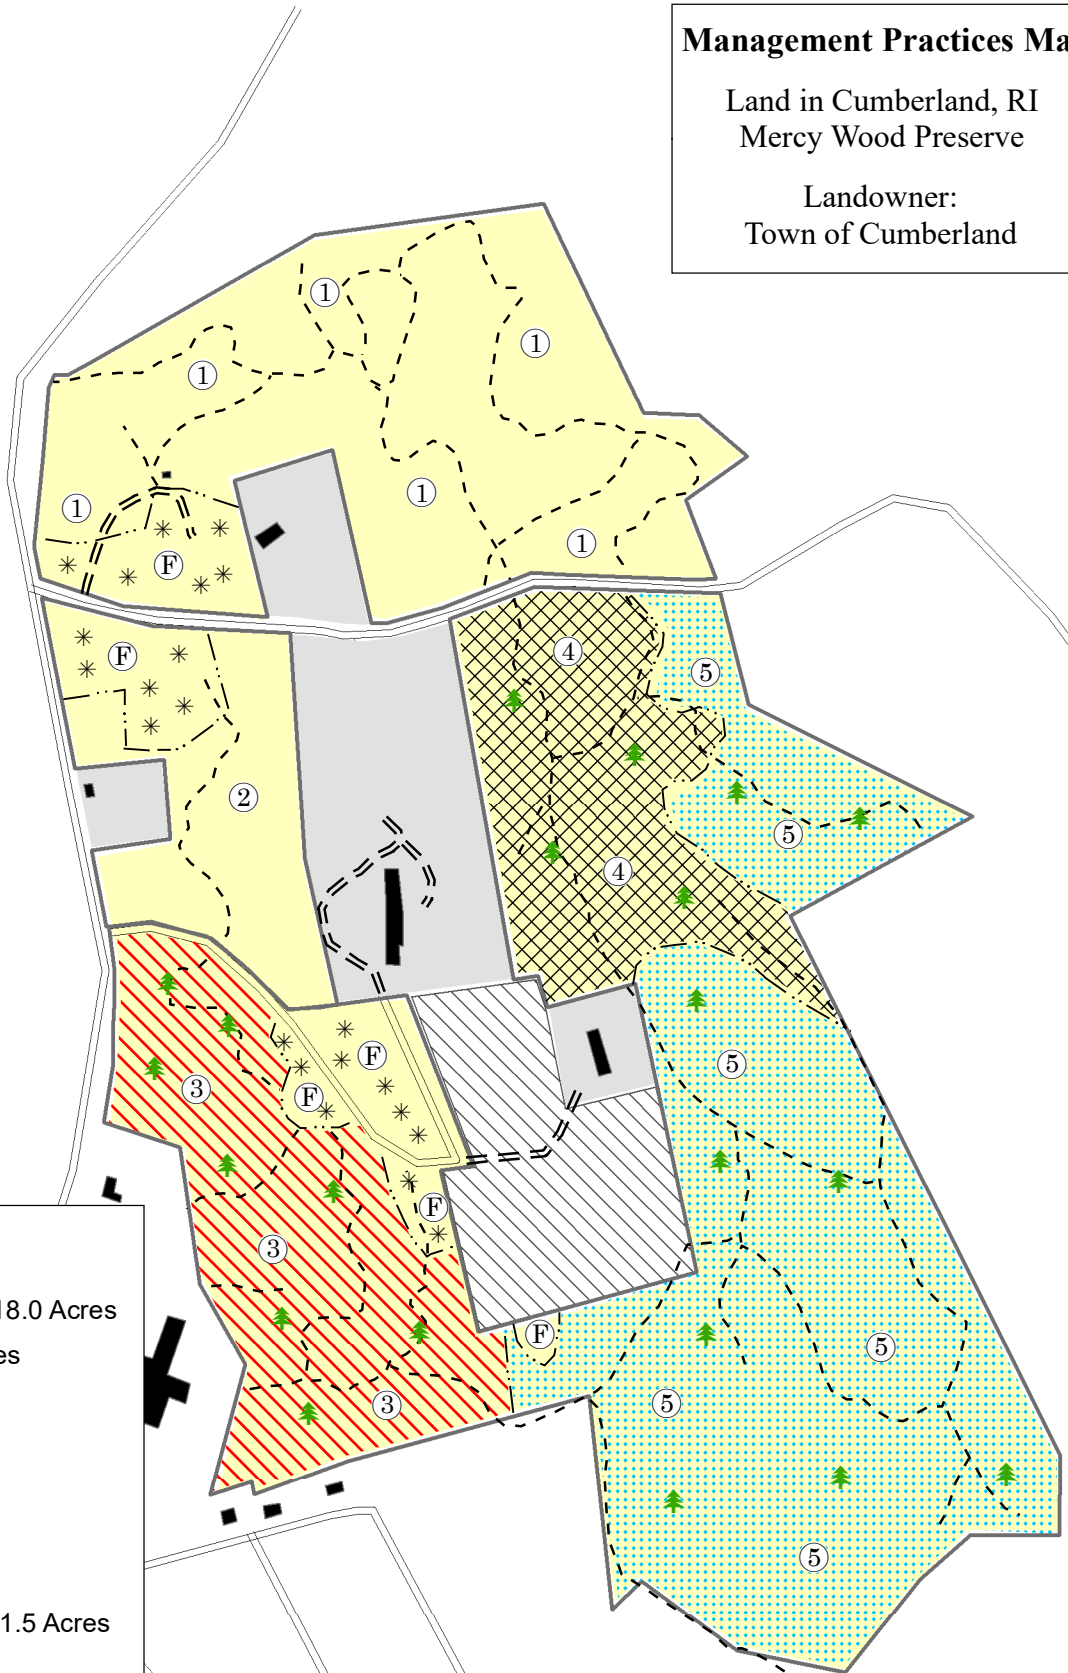 Management Practices Ma
Land in Cumberland, RI
Mercy Wood Preserve
Landowner:
Town of Cumberland
1
1
1
1
1
1
F
F
4
5
2
5
4
F
5
3
F
F
3
F
5
5
3
5
18.0 Acres
es
1.5 Acres